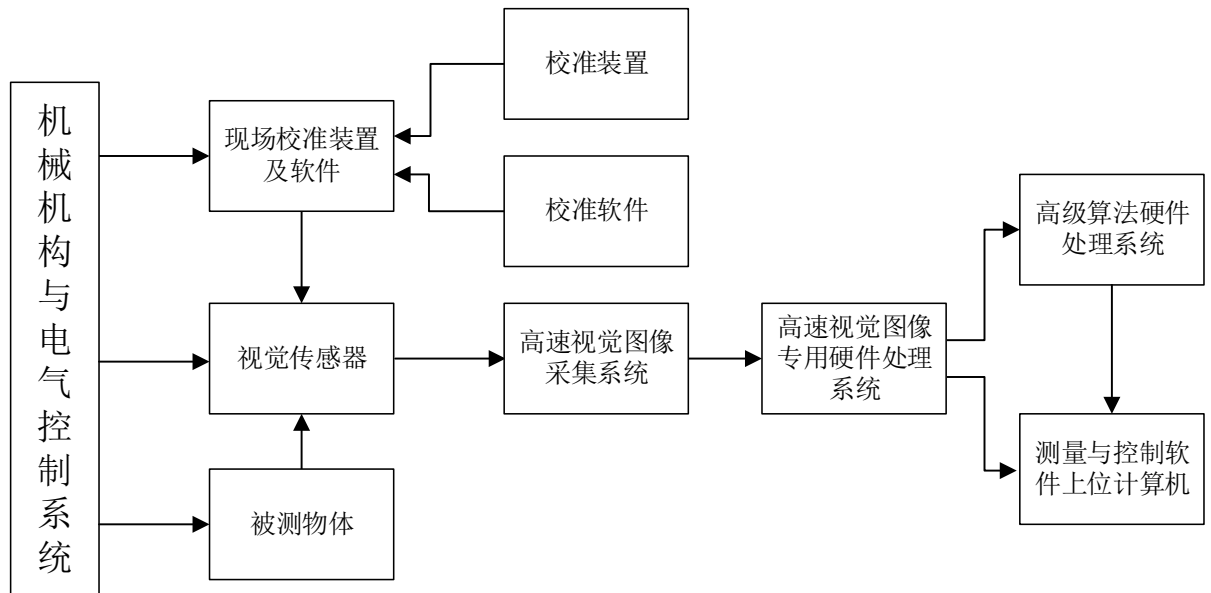 机械机构与电气控制系统
现场校准装置
及软件
校准装置
校准软件
视觉传感器
被测物体
高速视觉图像
采集系统
高速视觉图像
专用硬件处理
系统
高级算法硬件
处理系统
测量与控制软
件上位计算机